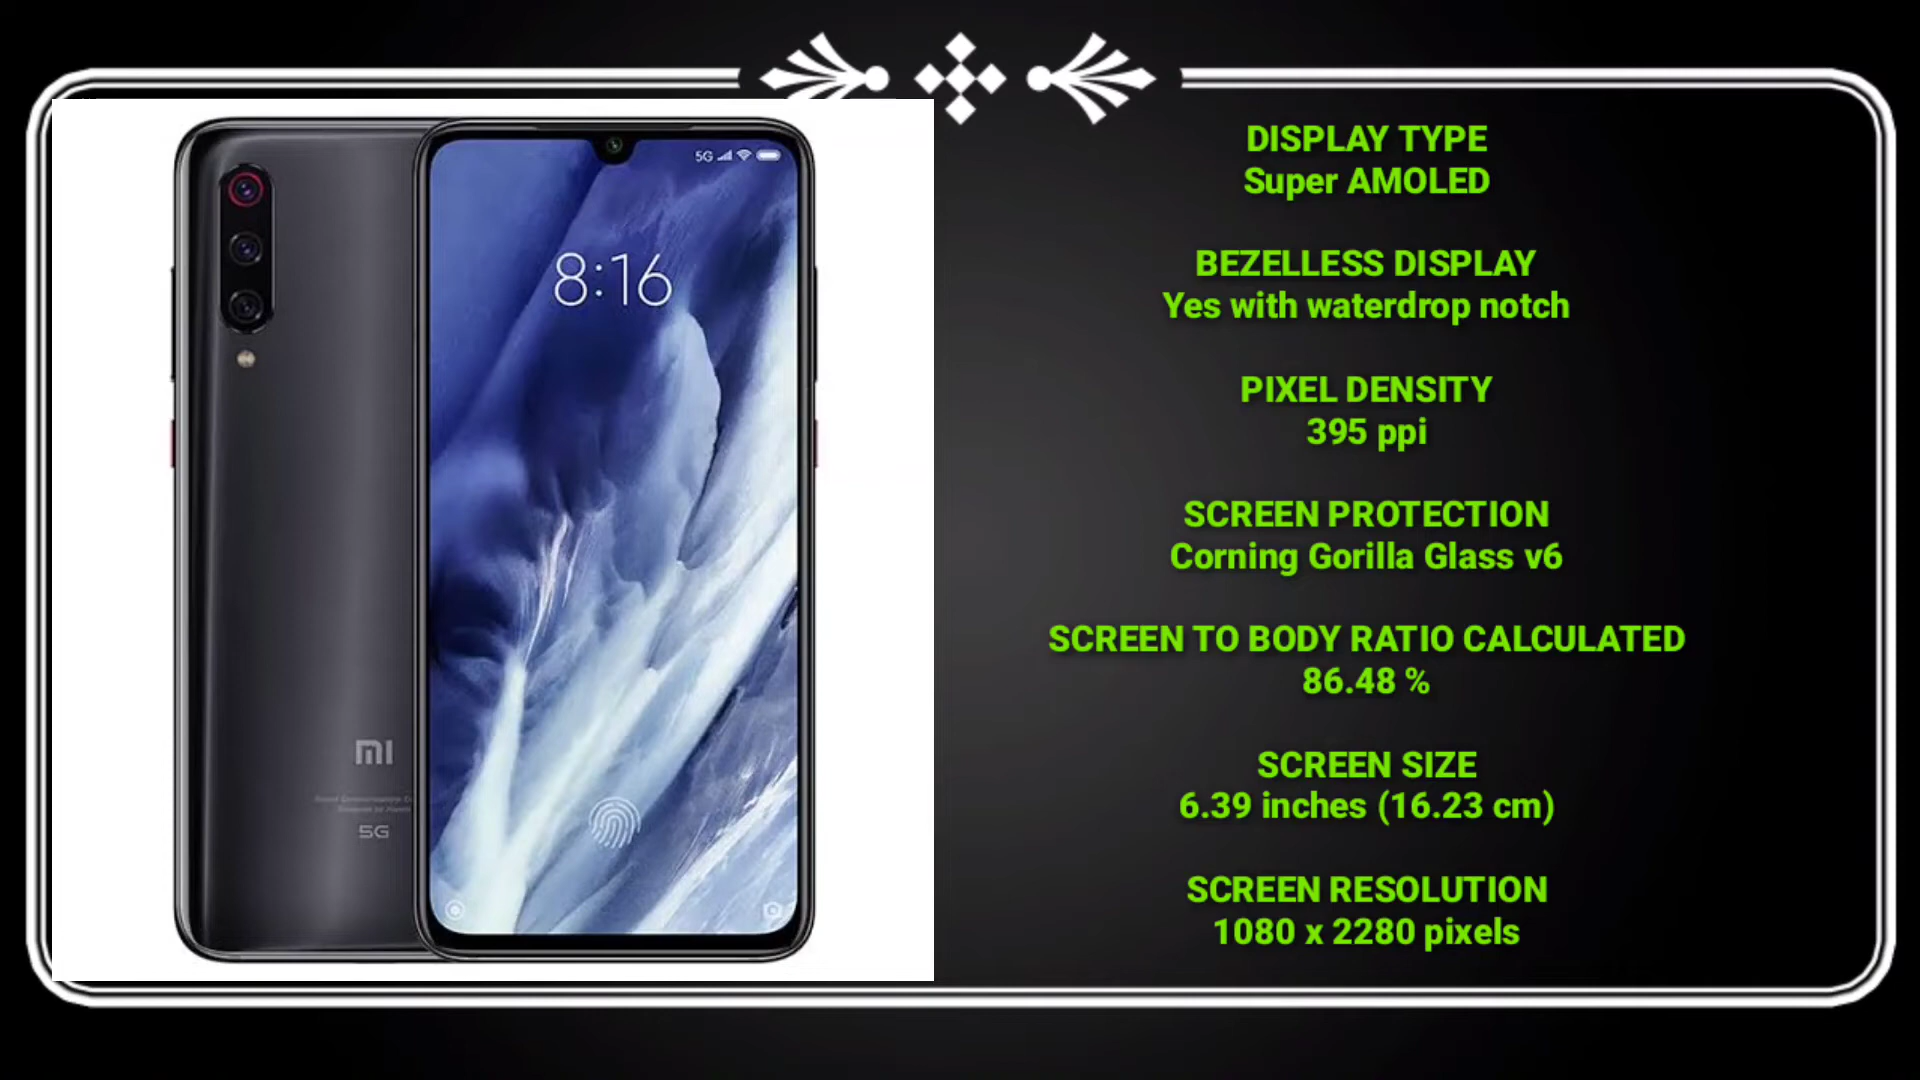 5G
8:16
MI
5G
DISPLAY TYPE
Super AMOLED
BEZELLESS DISPLAY
Yes with waterdrop notch
PIXEL DENSITY
395 ppi
SCREEN PROTECTION
Corning Gorilla Glass v6
SCREEN TO BODY RATIO CALCULATED
86.48 %
SCREEN SIZE
6.39 inches (16.23 cm)
SCREEN RESOLUTION
1080 x 2280 pixels